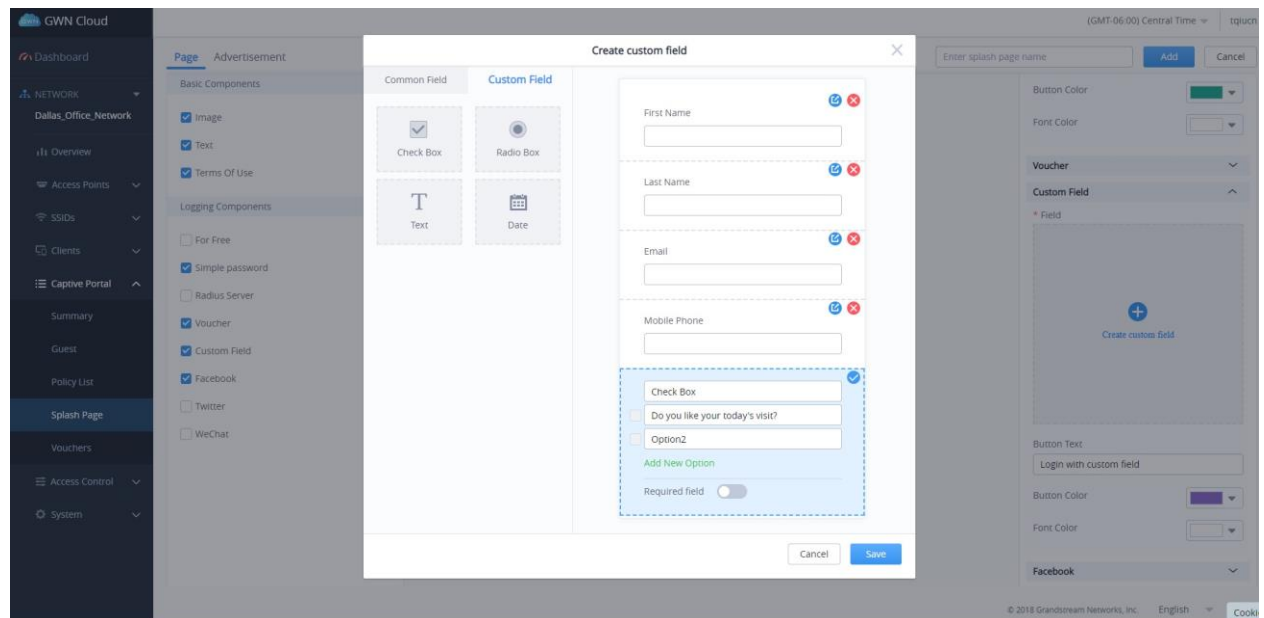 GWN Cloud
(GMT-06:00) Central Time
tqiucn
Dashboard
NETWORK
Dallas_Office_Network
Overview
Access Points
SSIDs
Clients
Captive Portal
Summary
Guest
Policy List
Splash Page
Vouchers
Access Control
System
Page Advertisement
Basic Components
Image
Text
Terms Of Use
Logging Components
For Free
Simple password
Radius Server
Voucher
Custom Field
Facebook
Twitter
WeChat
Create custom field
Common Field Custom Field
Check Box Radio Box
Text Date
First Name
Last Name
Email
Mobile Phone
Check Box
Do you like your today's visit?
Option2
Add New Option
Required field
Cancel Save
Enter splash page name Add Cancel
Button Color
Font Color
Voucher
Custom Field
* Field
Create custom field
Button Text
Login with custom field
Button Color
Font Color
Facebook
© 2018 Grandstream Networks, Inc. English Cooki